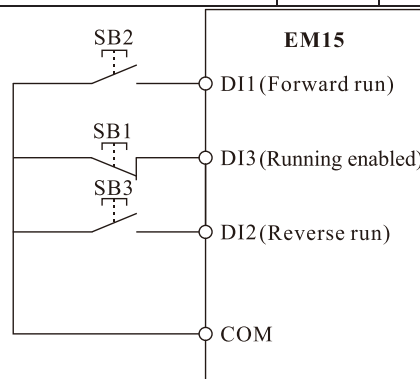 SB2
EM15
DI1(Forward run)
SB1
DI3(Running enabled)
SB3
DI2(Reverse run)
COM